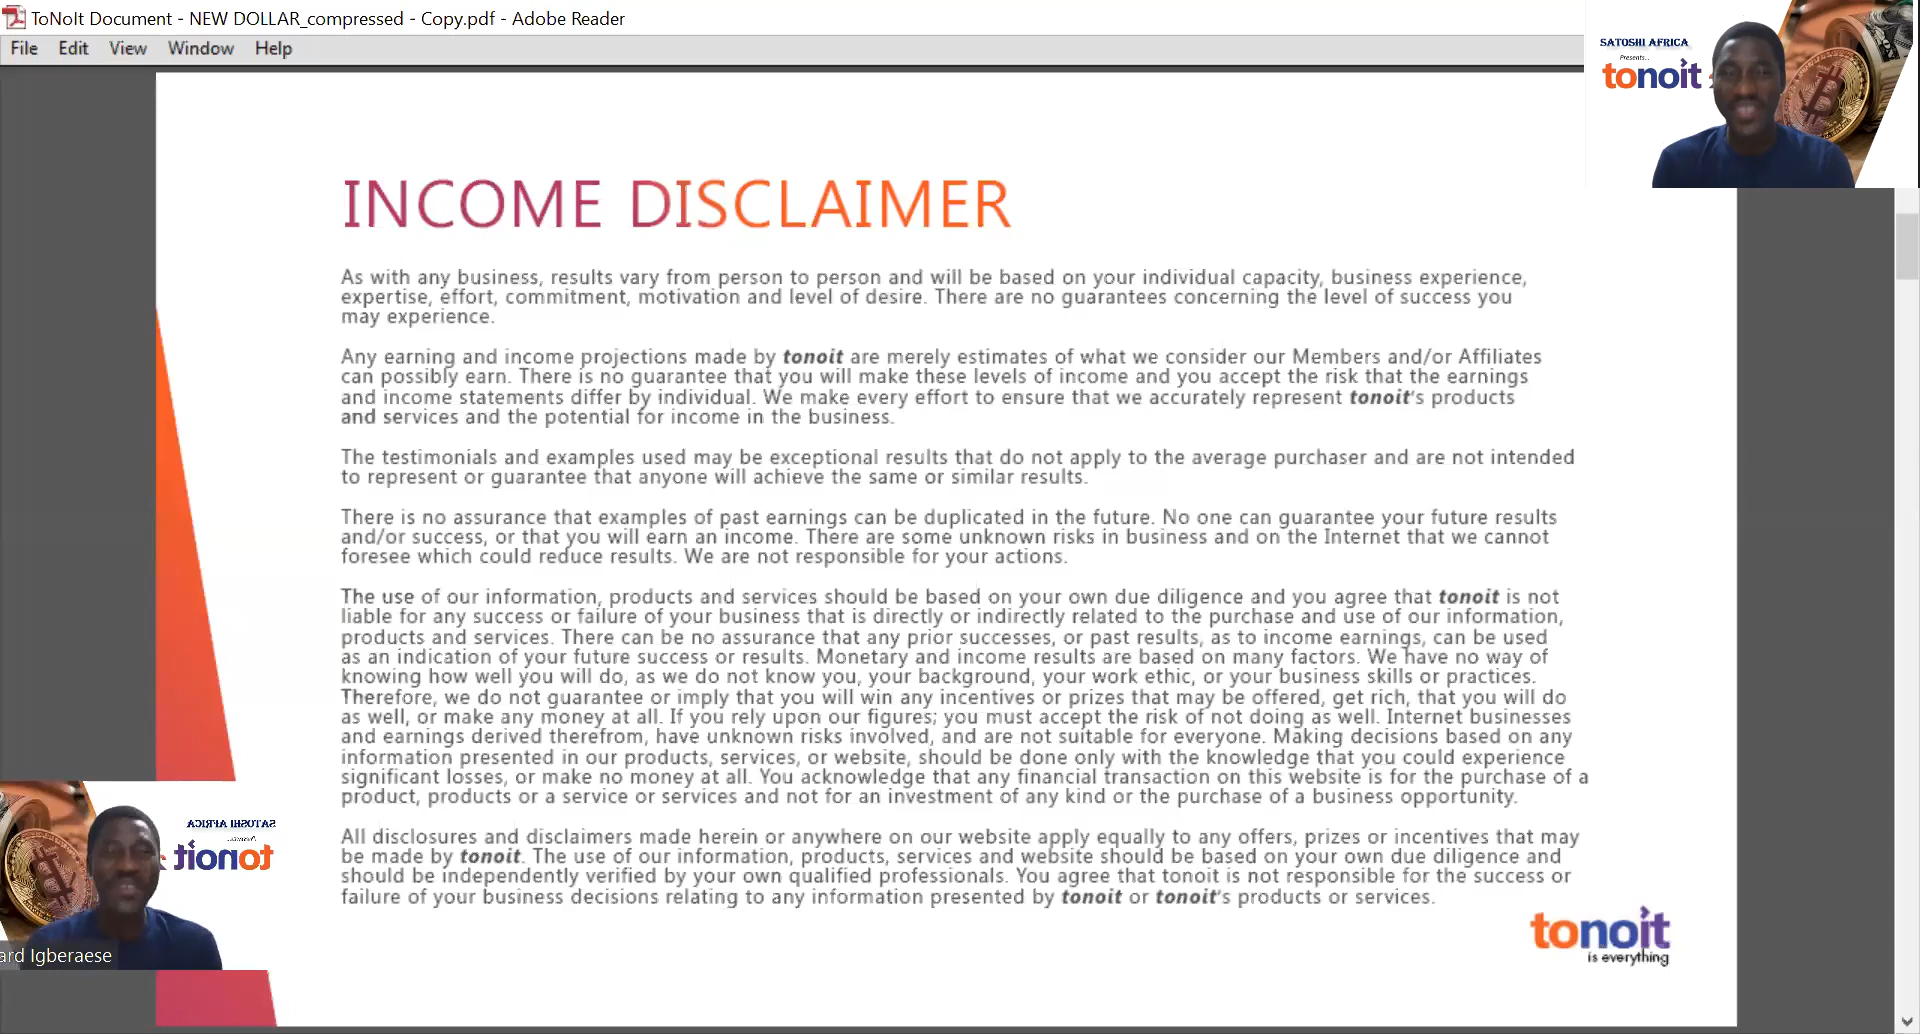 ToNoIt Document - NEW DOLLAR_compressed - Copy.pdf - Adobe Reader
File Edit View Window Help
SATOSHI AFRICA
Presents...
tonoit
INCOME DISCLAIMER
As with any business, results vary from person to person and will be based on your individual capacity, business experience,
expertise, effort, commitment, motivation and level of desire. There are no guarantees concerning the level of success you
may experience.
Any earning and income projections made by tonoit are merely estimates of what we consider our Members and/or Affiliates
can possibly earn. There is no guarantee that you will make these levels of income and you accept the risk that the earnings
and income statements differ by individual. We make every effort to ensure that we accurately represent tonoit's products
and services and the potential for income in the business.
The testimonials and examples used may be exceptional results that do not apply to the average purchaser and are not intended
to represent or guarantee that anyone will achieve the same or similar results.
There is no assurance that examples of past earnings can be duplicated in the future. No one can guarantee your future results
and/or success, or that you will earn an income. There are some unknown risks in business and on the Internet that we cannot
foresee which could reduce results. We are not responsible for your actions.
The use of our information, products and services should be based on your own due diligence and you agree that tonoit is not
liable for any success or failure of your business that is directly or indirectly related to the purchase and use of our information,
products and services. There can be no assurance that any prior successes, or past results, as to income earnings, can be used
as an indication of your future success or results. Monetary and income results are based on many factors. We have no way of
knowing how well you will do, as we do not know you, your background, your work ethic, or your business skills or practices.
Therefore, we do not guarantee or imply that you will win any incentives or prizes that may be offered, get rich, that you will do
as well, or make any money at all. If you rely upon our figures; you must accept the risk of not doing as well. Internet businesses
and earnings derived therefrom, have unknown risks involved, and are not suitable for everyone. Making decisions based on any
information presented in our products, services, or website, should be done only with the knowledge that you could experience
significant losses, or make no money at all. You acknowledge that any financial transaction on this website is for the purchase of a
product, products or a service or services and not for an investment of any kind or the purchase of a business opportunity.
All disclosures and disclaimers made herein or anywhere on our website apply equally to any offers, prizes or incentives that may
be made by tonoit. The use of our information, products, services and website should be based on your own due diligence and
should be independently verified by your own qualified professionals. You agree that tonoit is not responsible for the success or
failure of your business decisions relating to any information presented by tonoit or tonoit's products or services.
SATOSHI AFRICA
Presents...
tonoit
ard Igberaese
tonoit
is everything